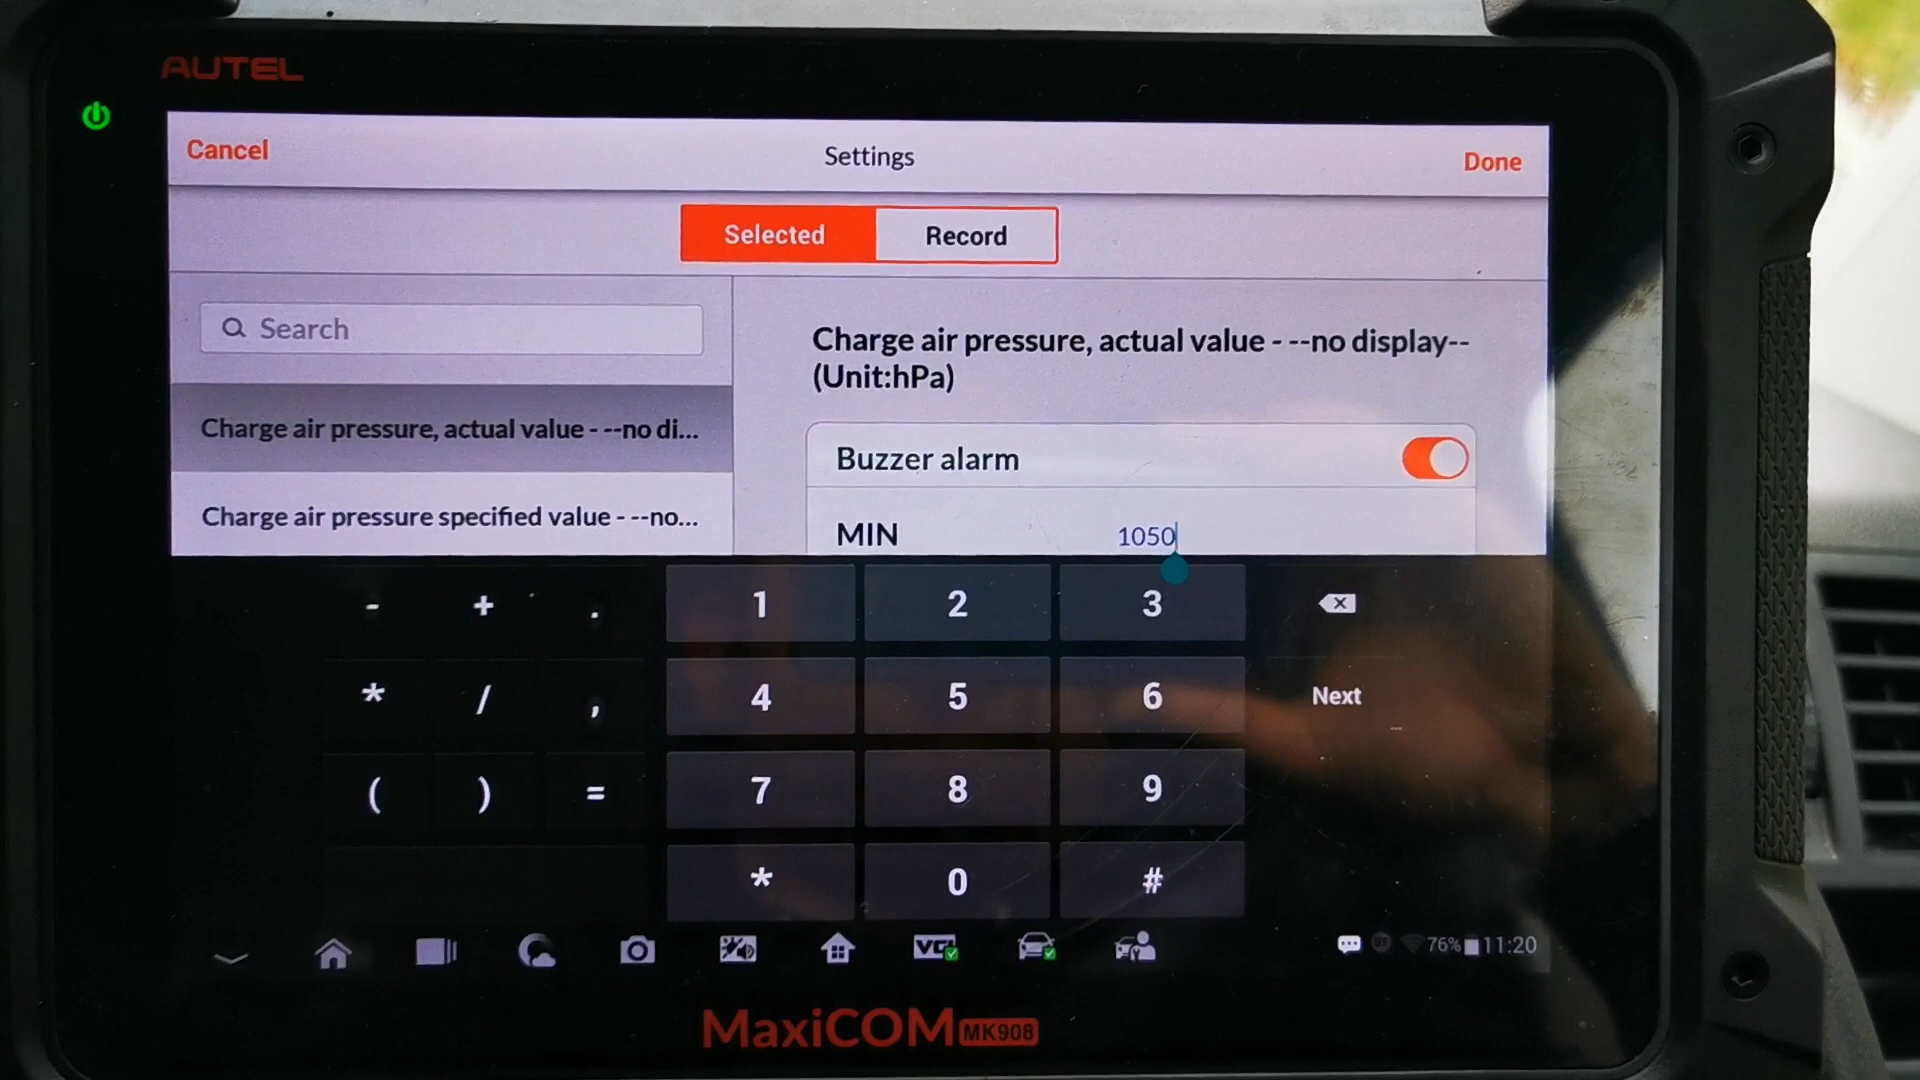 AUTEL
Cancel
Settings
Done
Selected
Record
Search
Charge air pressure, actual value - --no display--
(Unit:hPa)
Charge air pressure, actual value - --no di...
Buzzer alarm
Charge air pressure specified value - --no...
MIN
1050
- + . 1 2 3
* / , 4 5 6 Next
( ) = 7 8 9
* 0 #
VCI
76% 11:20
MaxiCOM MK908